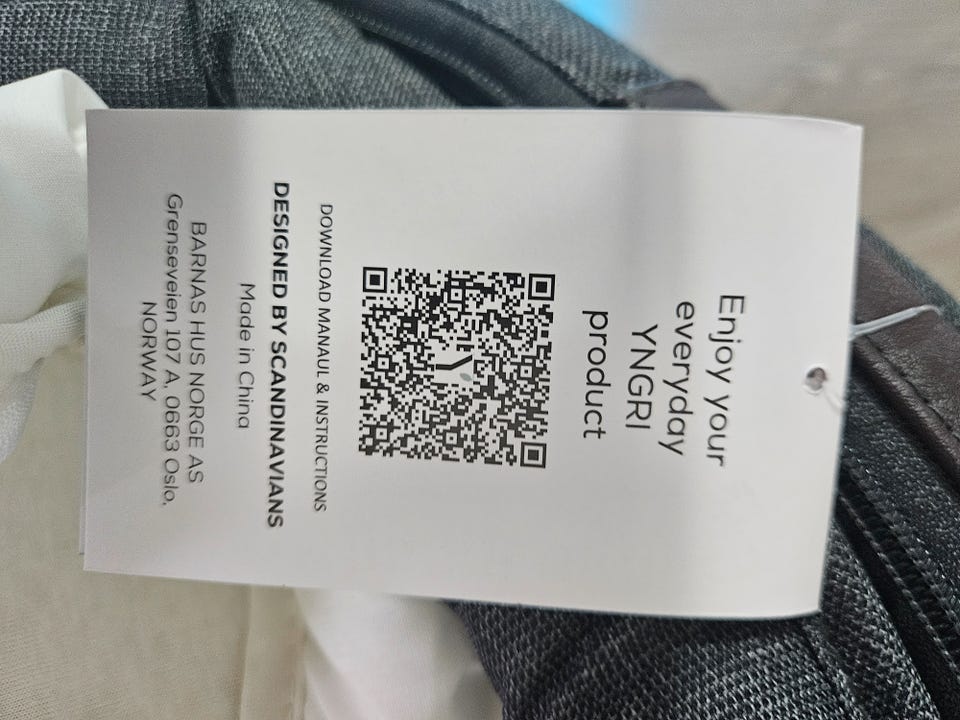 Enjoy your
everyday
YNGRI
product
DOWNLOAD MANAUL & INSTRUCTIONS
DESIGNED BY SCANDINAVIANS
Made in China
BARNAS HUS NORGE AS
Grenseveien 107 A, 0663 Oslo,
NORWAY